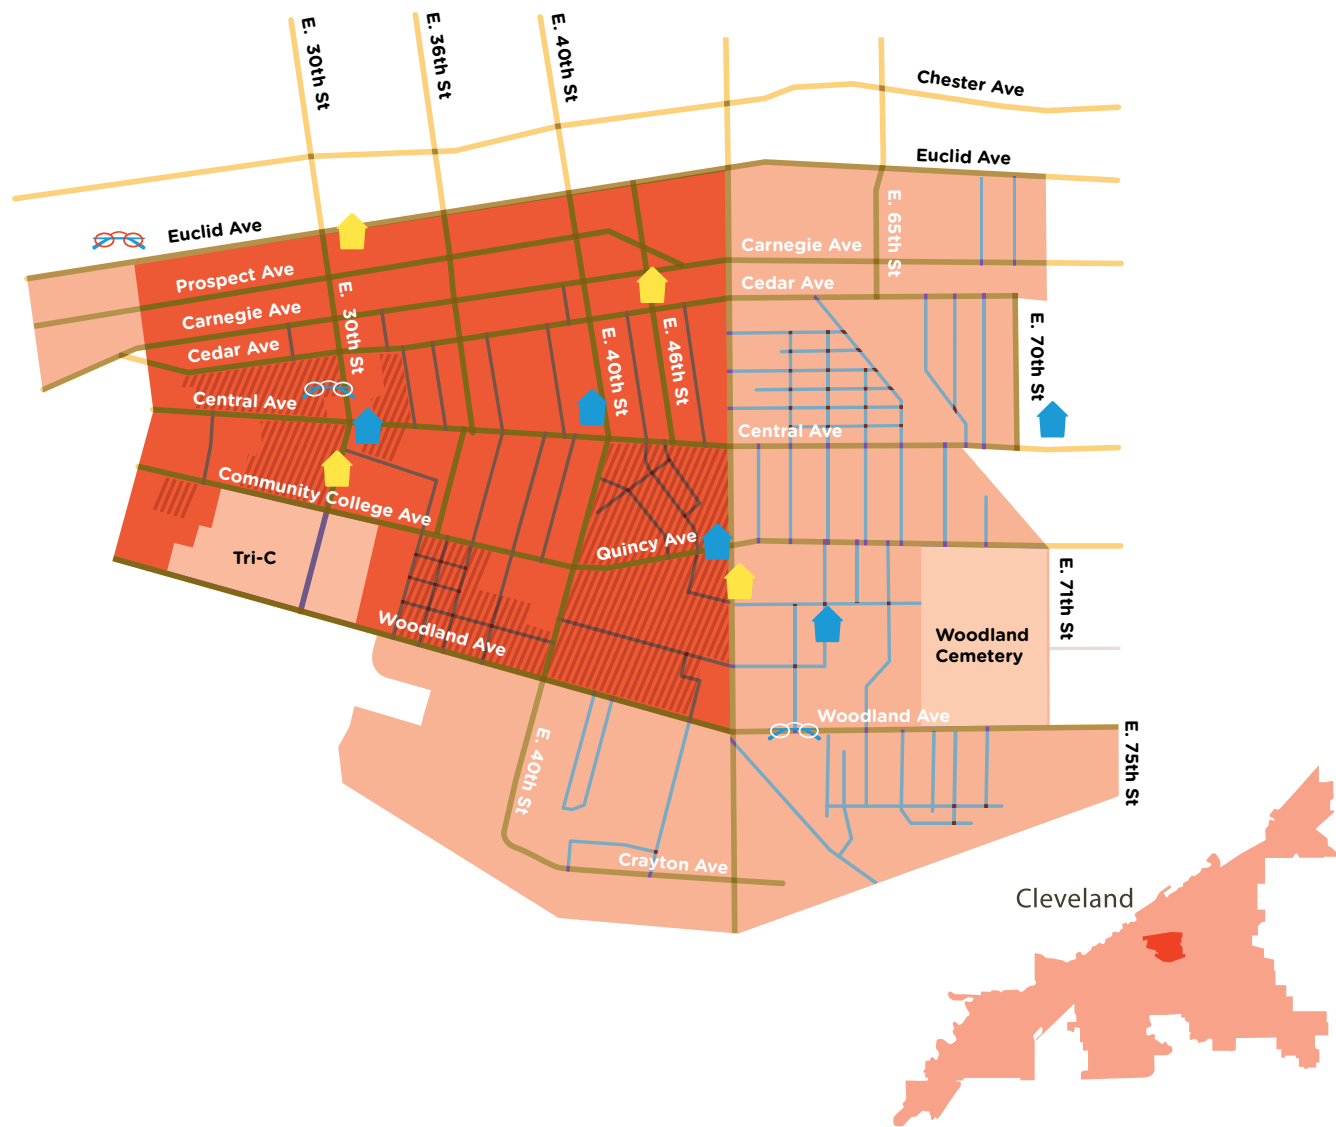 E. 30th St
E. 36th St
E. 40th St
Chester Ave
Euclid Ave
Euclid Ave
E. 65th St
Carnegie Ave
Prospect Ave
Cedar Ave
Carnegie Ave
E. 30th St
E. 40th St
E. 46th St
E. 70th St
Cedar Ave
Central Ave
Central Ave
Community College Ave
Quincy Ave
Tri-C
E. 71th St
Woodland Ave
Woodland
Cemetery
Woodland Ave
E. 40th St
E. 75th St
Crayton Ave
Cleveland